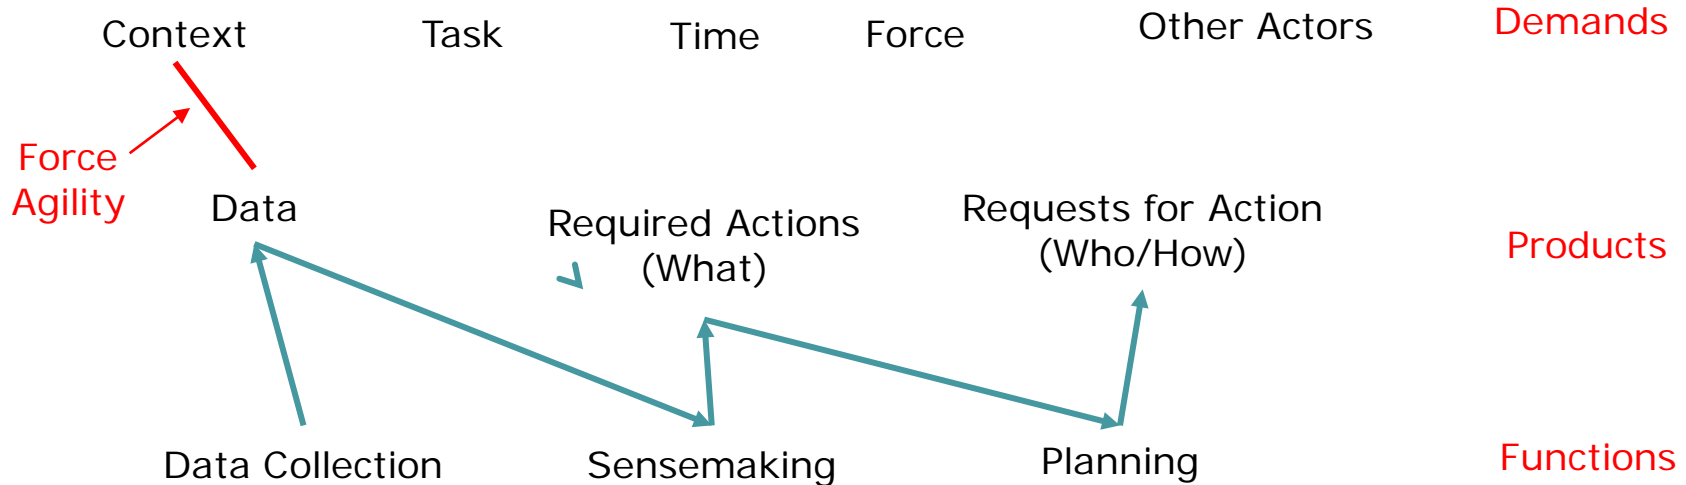 Context Task Time Force Other Actors Demands
Force
Agility
Data
Required Actions
(What)
Requests for Action
(Who/How)
Products
Data Collection Sensemaking Planning Functions